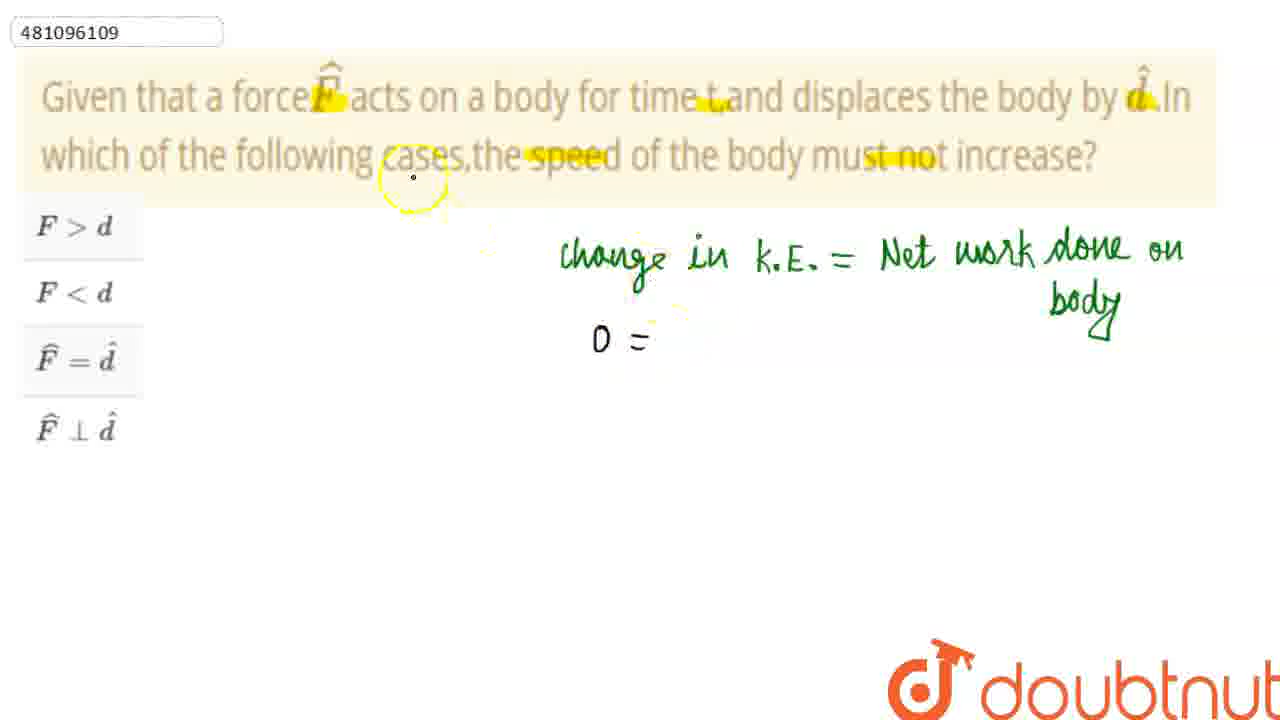 481096109
Given that a force F̂ acts on a body for time t,and displaces the body by d̂.In
which of the following cases,the speed of the body must not increase?
F > d
F < d
F̂ = d̂
F̂ ⊥ d̂
change in K.E. = Net work done on
body
0 =
doubtnut